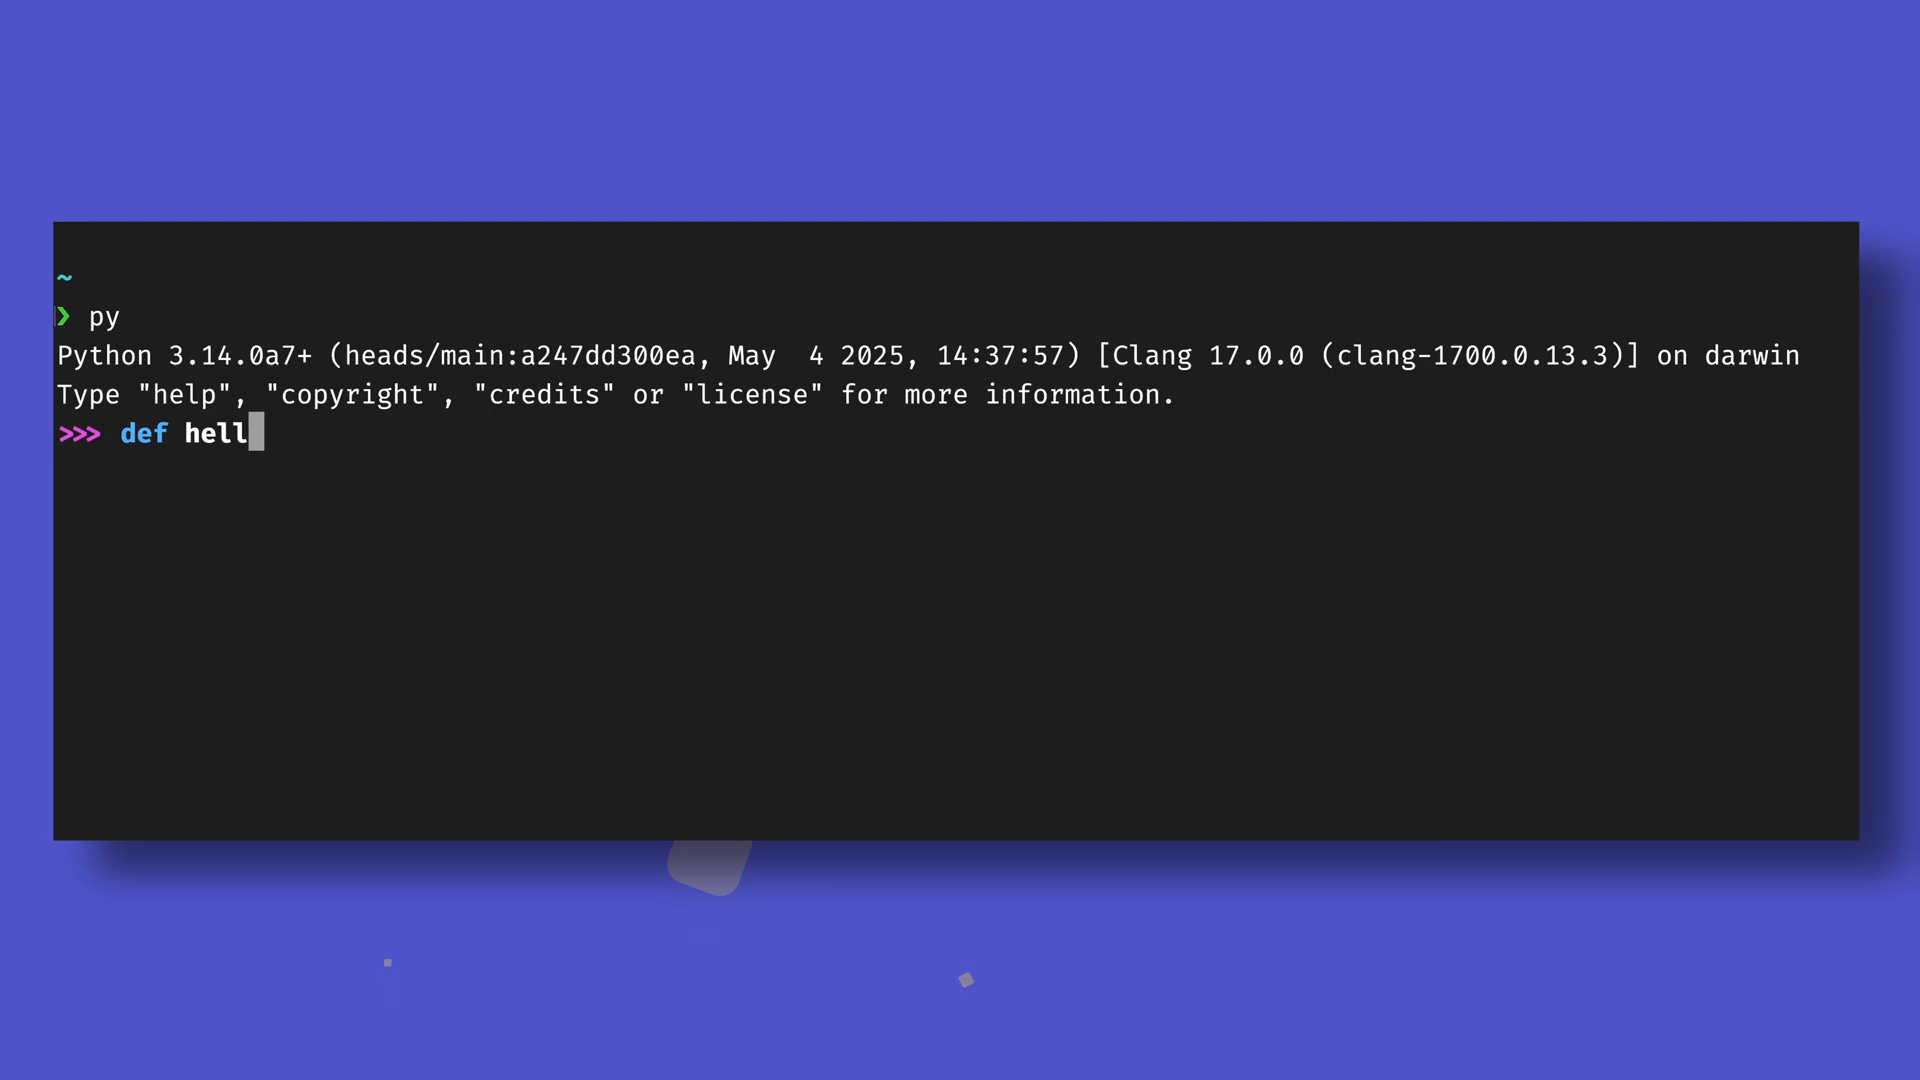 ~
❯ py
Python 3.14.0a7+ (heads/main:a247dd300ea, May  4 2025, 14:37:57) [Clang 17.0.0 (clang-1700.0.13.3)] on darwin
Type "help", "copyright", "credits" or "license" for more information.
>>> def hell